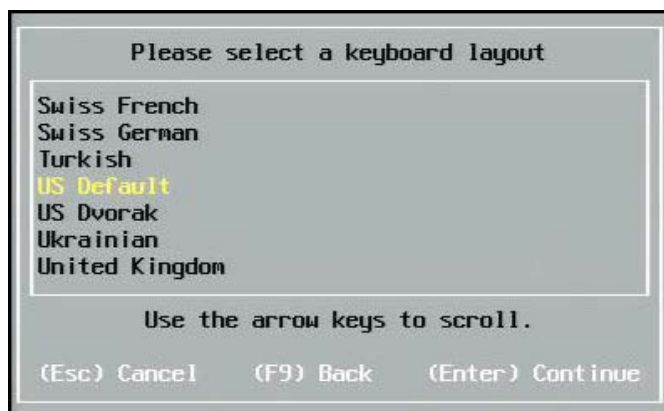 Please select a keyboard layout
Swiss French
Swiss German
Turkish
US Default
US Dvorak
Ukrainian
United Kingdom
Use the arrow keys to scroll.
(Esc) Cancel (F9) Back (Enter) Continue